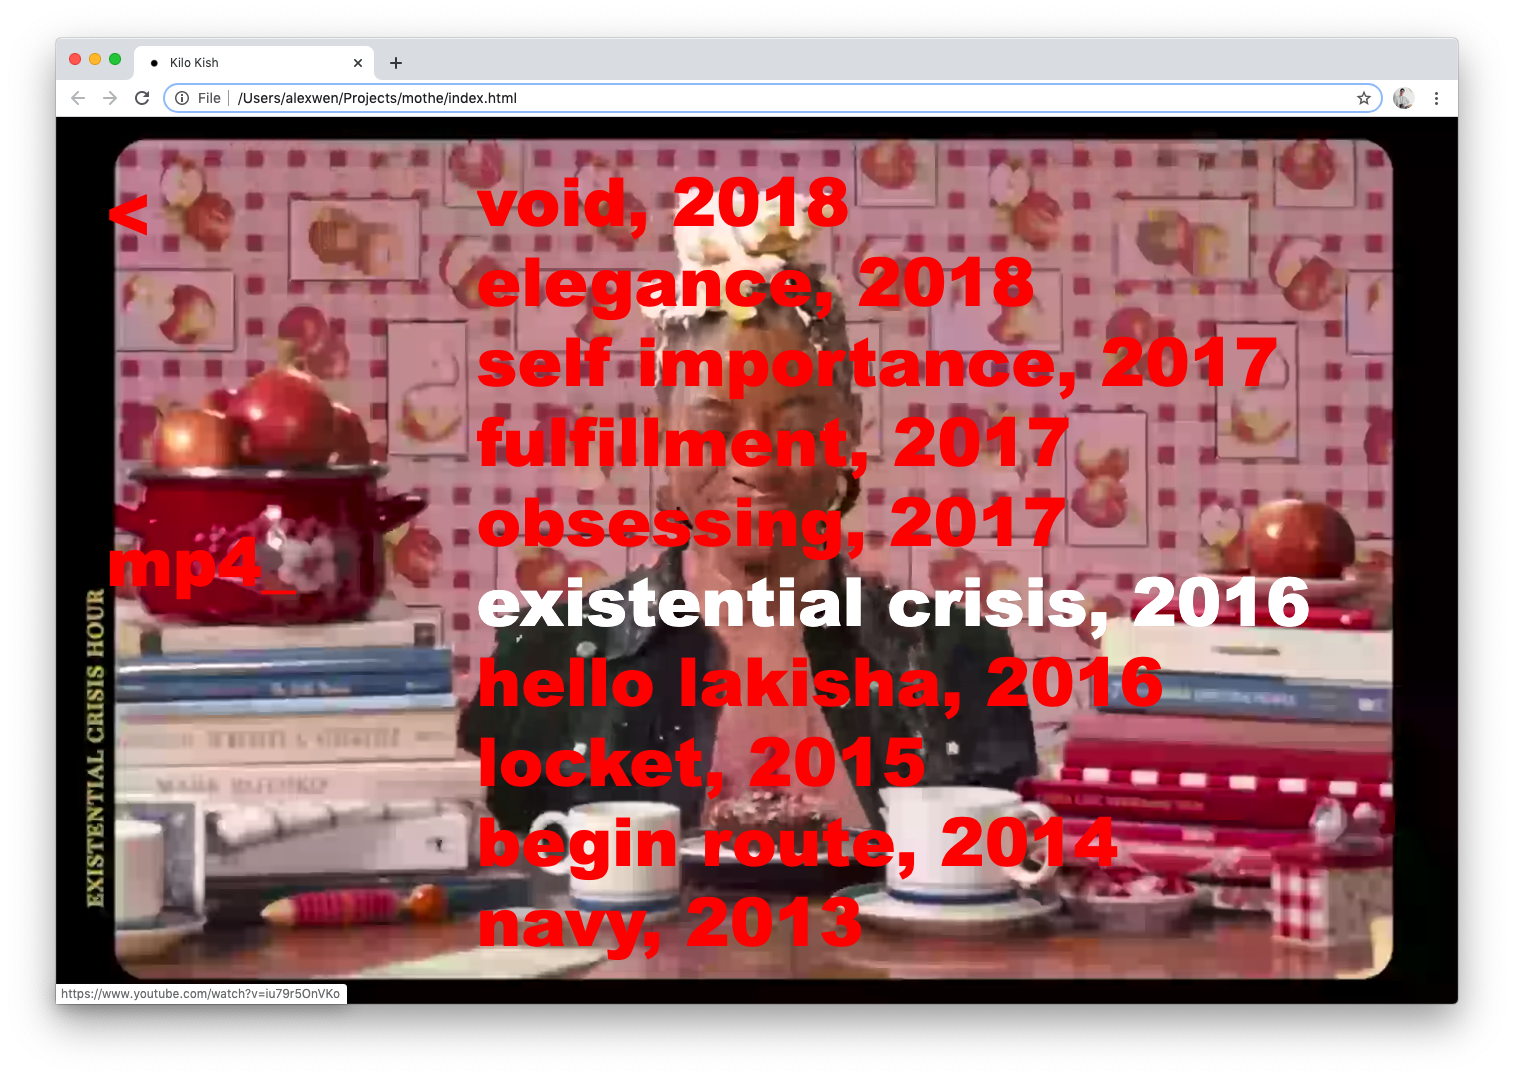 Kilo Kish
File
/Users/alexwen/Projects/mothe/index.html
<
void, 2018
elegance, 2018
self importance, 2017
fulfillment, 2017
obsessing, 2017
mp4_
existential crisis, 2016
hello lakisha, 2016
locket, 2015
begin route, 2014
navy, 2013
EXISTENTIAL CRISIS HOUR
https://www.youtube.com/watch?v=iu79r5OnVKo